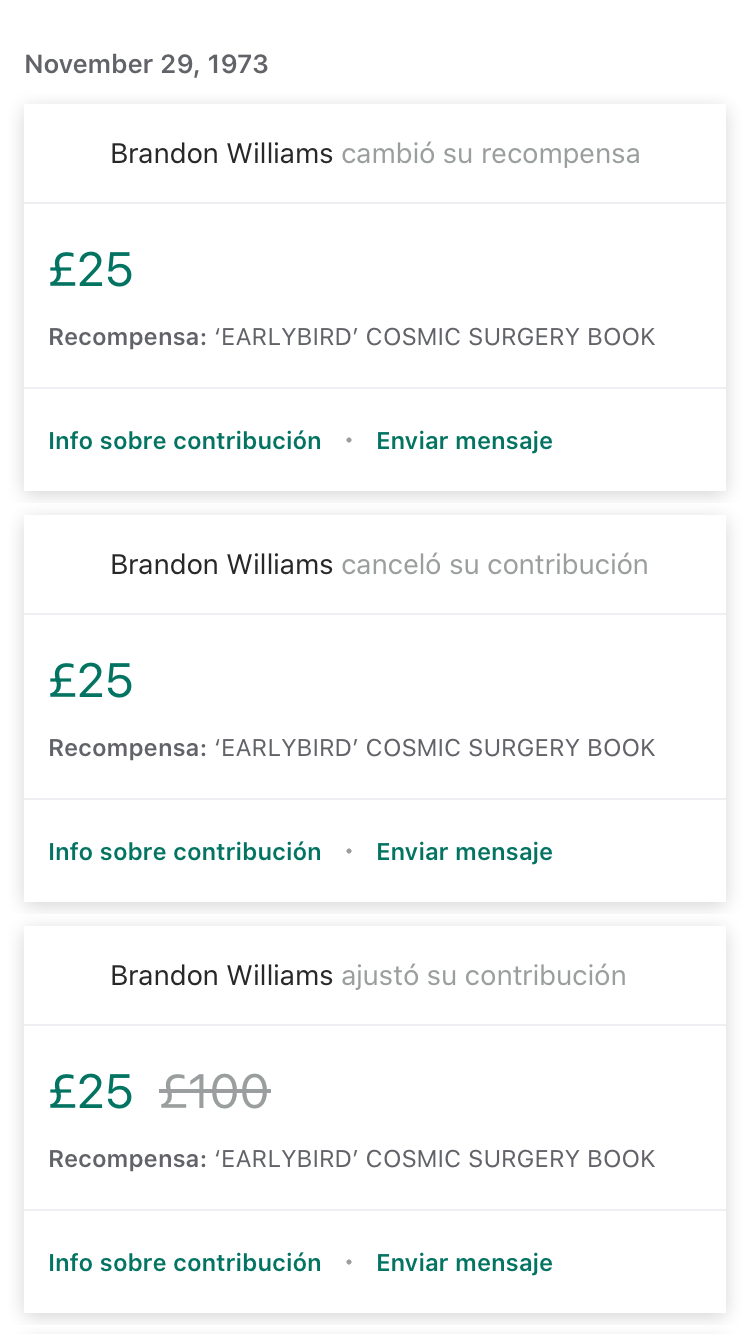 November 29, 1973
Brandon Williams cambió su recompensa
£25
Recompensa: ‘EARLYBIRD’ COSMIC SURGERY BOOK
Info sobre contribución • Enviar mensaje
Brandon Williams canceló su contribución
£25
Recompensa: ‘EARLYBIRD’ COSMIC SURGERY BOOK
Info sobre contribución • Enviar mensaje
Brandon Williams ajustó su contribución
£25 £100
Recompensa: ‘EARLYBIRD’ COSMIC SURGERY BOOK
Info sobre contribución • Enviar mensaje